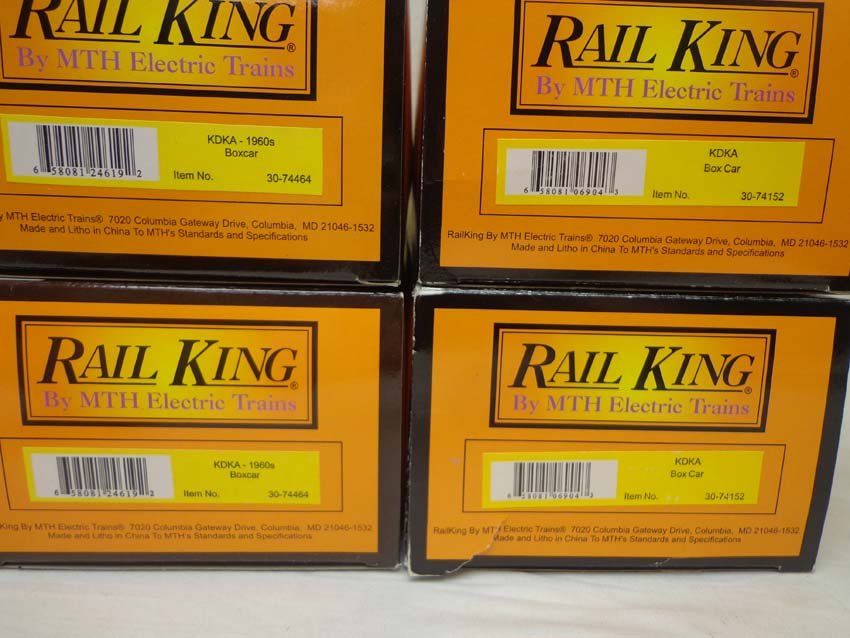 RAIL KING®
By MTH Electric Trains
KDKA - 1960s
Boxcar
6 58081 24619 2
Item No. 30-74464
y MTH Electric Trains® 7020 Columbia Gateway Drive, Columbia, MD 21046-1532
Made and Litho in China To MTH's Standards and Specifications
RAIL KING®
By MTH Electric Trains
KDKA
Box Car
6 58081 06904 3
Item No. 30-74152
RailKing By MTH Electric Trains® 7020 Columbia Gateway Drive, Columbia, MD 21046-1532
Made and Litho in China To MTH's Standards and Specifications
RAIL KING®
By MTH Electric Trains
KDKA - 1960s
Boxcar
6 58081 24619 2
Item No. 30-74464
King By MTH Electric Trains® 7020 Columbia Gateway Drive, Columbia, MD 21046-1532
Made and Litho in China To MTH's Standards and Specifications
RAIL KING®
By MTH Electric Trains
KDKA
Box Car
6 58081 06904 3
Item No. 30-74152
RailKing By MTH Electric Trains® 7020 Columbia Gateway Drive, Columbia, MD 21046-1532
Made and Litho in China To MTH's Standards and Specifications